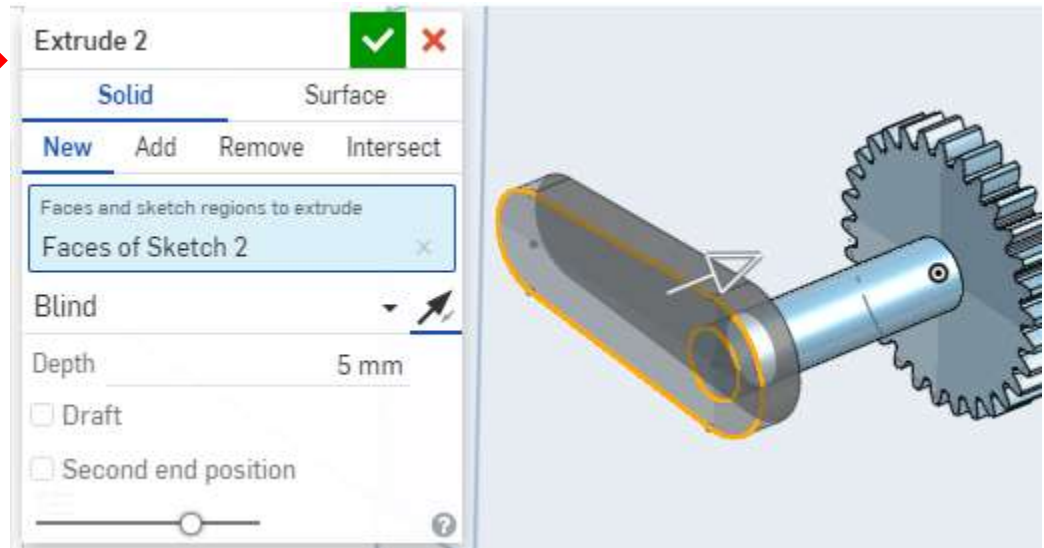 Extrude 2
Solid Surface
New Add Remove Intersect
Faces and sketch regions to extrude
Faces of Sketch 2
Blind
Depth 5 mm
Draft
Second end position